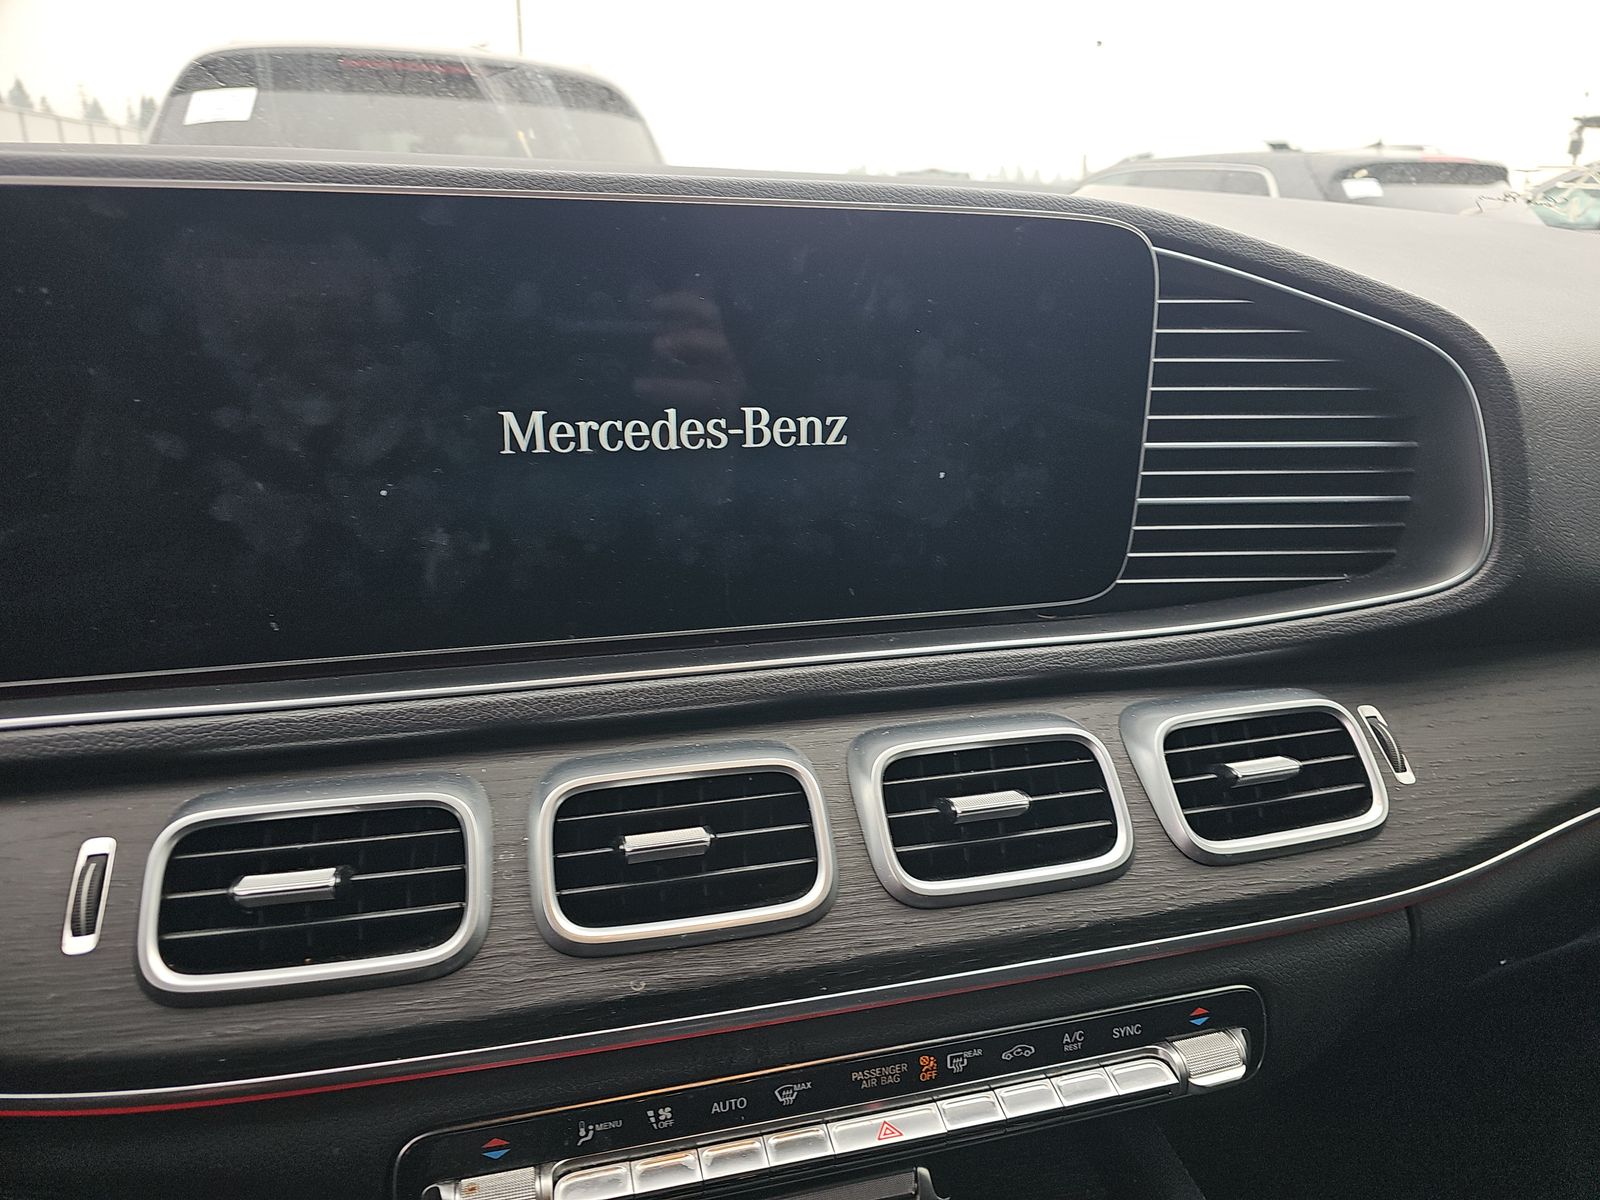 Mercedes-Benz
MENU
OFF
AUTO
MAX
PASSENGER
AIR BAG
OFF
REAR
A/C
REST
SYNC